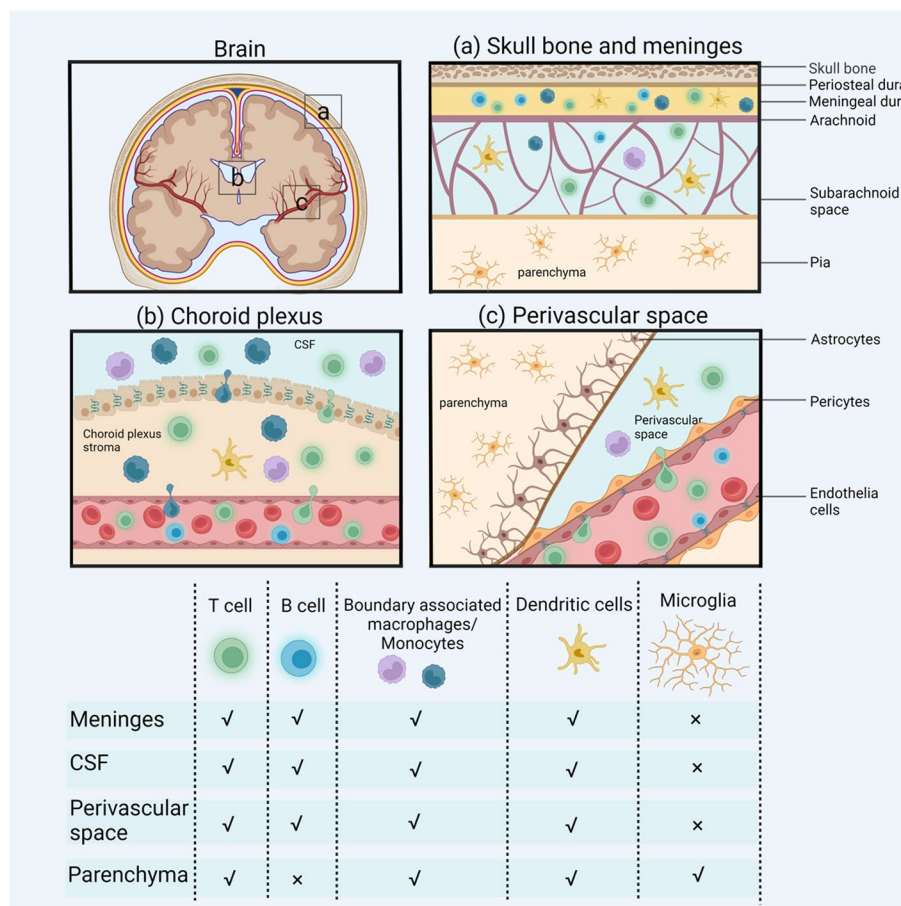 Brain
a
b
c
(a) Skull bone and meninges
Skull bone
Periosteal dura
Meningeal dur
Arachnoid
Subarachnoid
space
Pia
parenchyma
(b) Choroid plexus
CSF
Choroid plexus
stroma
(c) Perivascular space
parenchyma
Perivascular
space
Astrocytes
Pericytes
Endothelia
cells
T cell
B cell
Boundary associated
macrophages/
Monocytes
Dendritic cells
Microglia
Meninges √ √ √ √ ×
CSF √ √ √ √ ×
Perivascular
space √ √ √ √ ×
Parenchyma √ × √ √ √